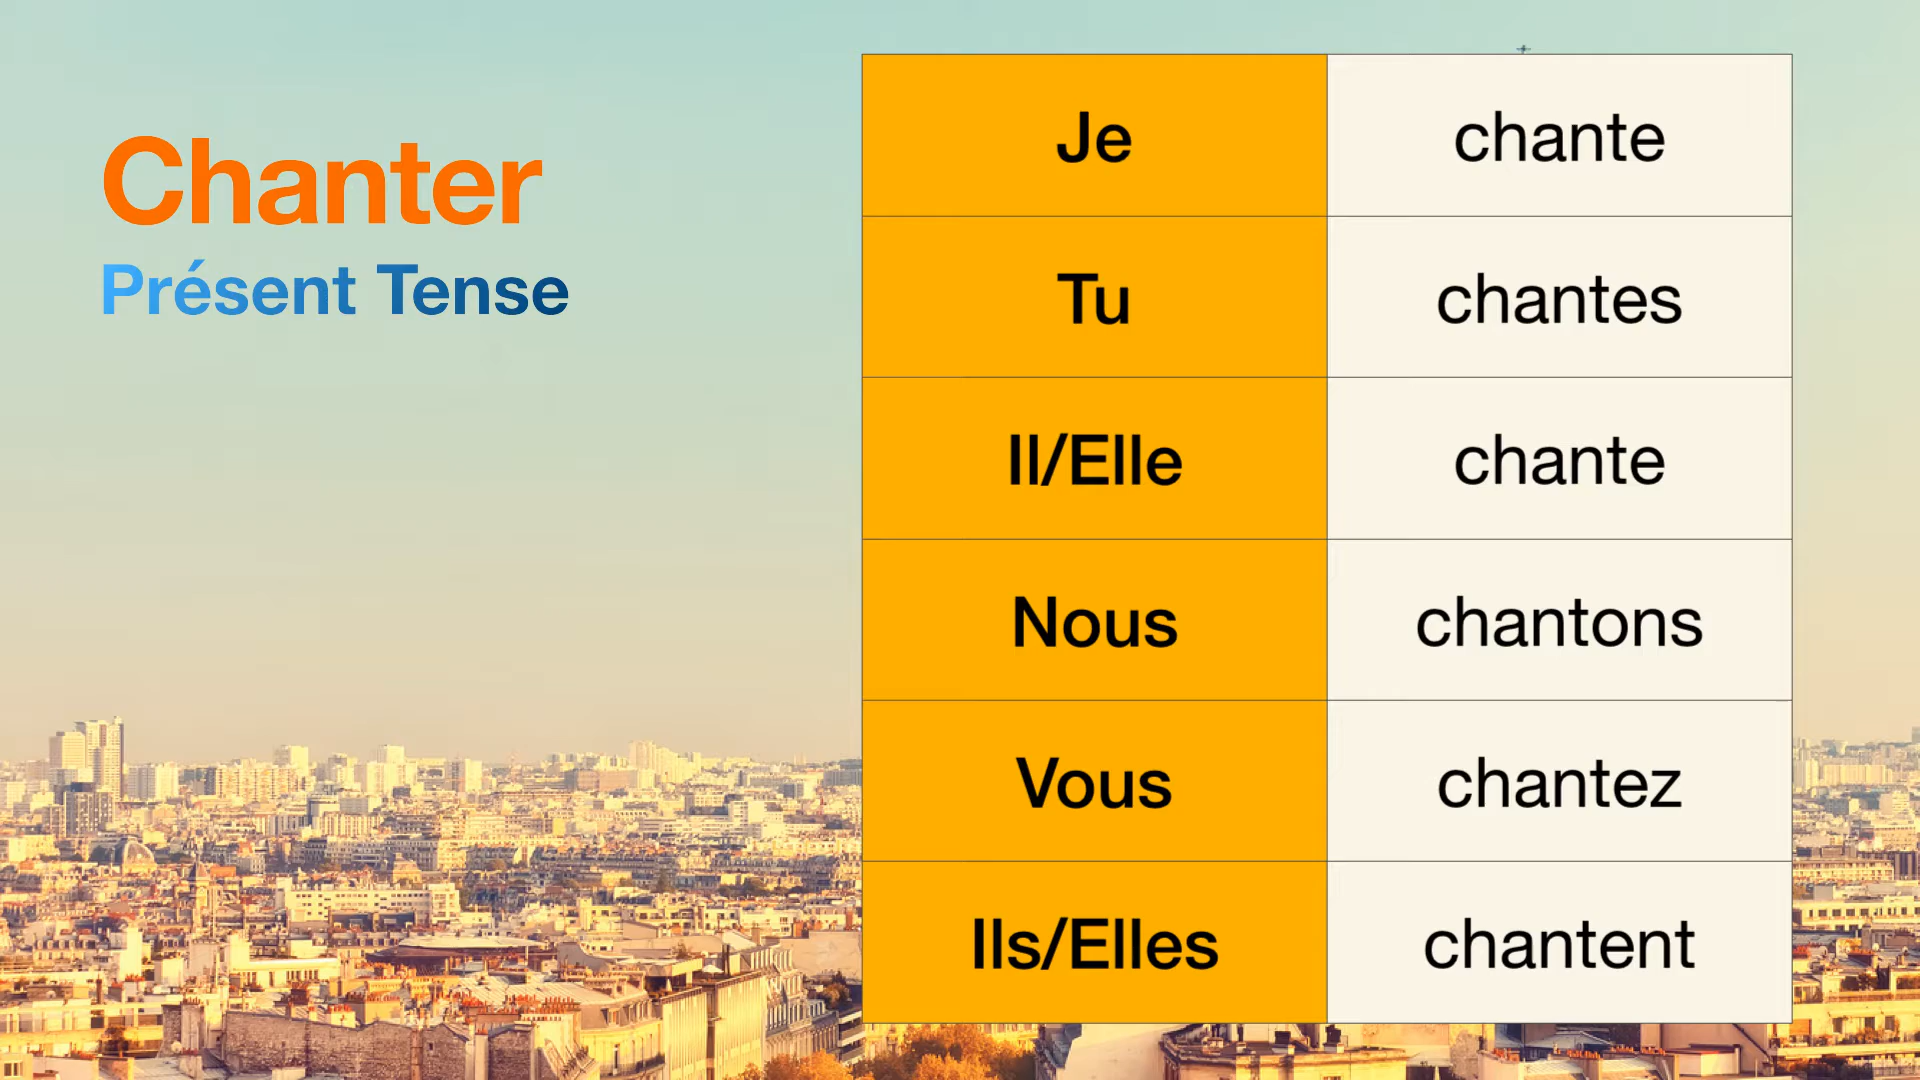 Chanter
Présent Tense
Je chante
Tu chantes
Il/Elle chante
Nous chantons
Vous chantez
Ils/Elles chantent